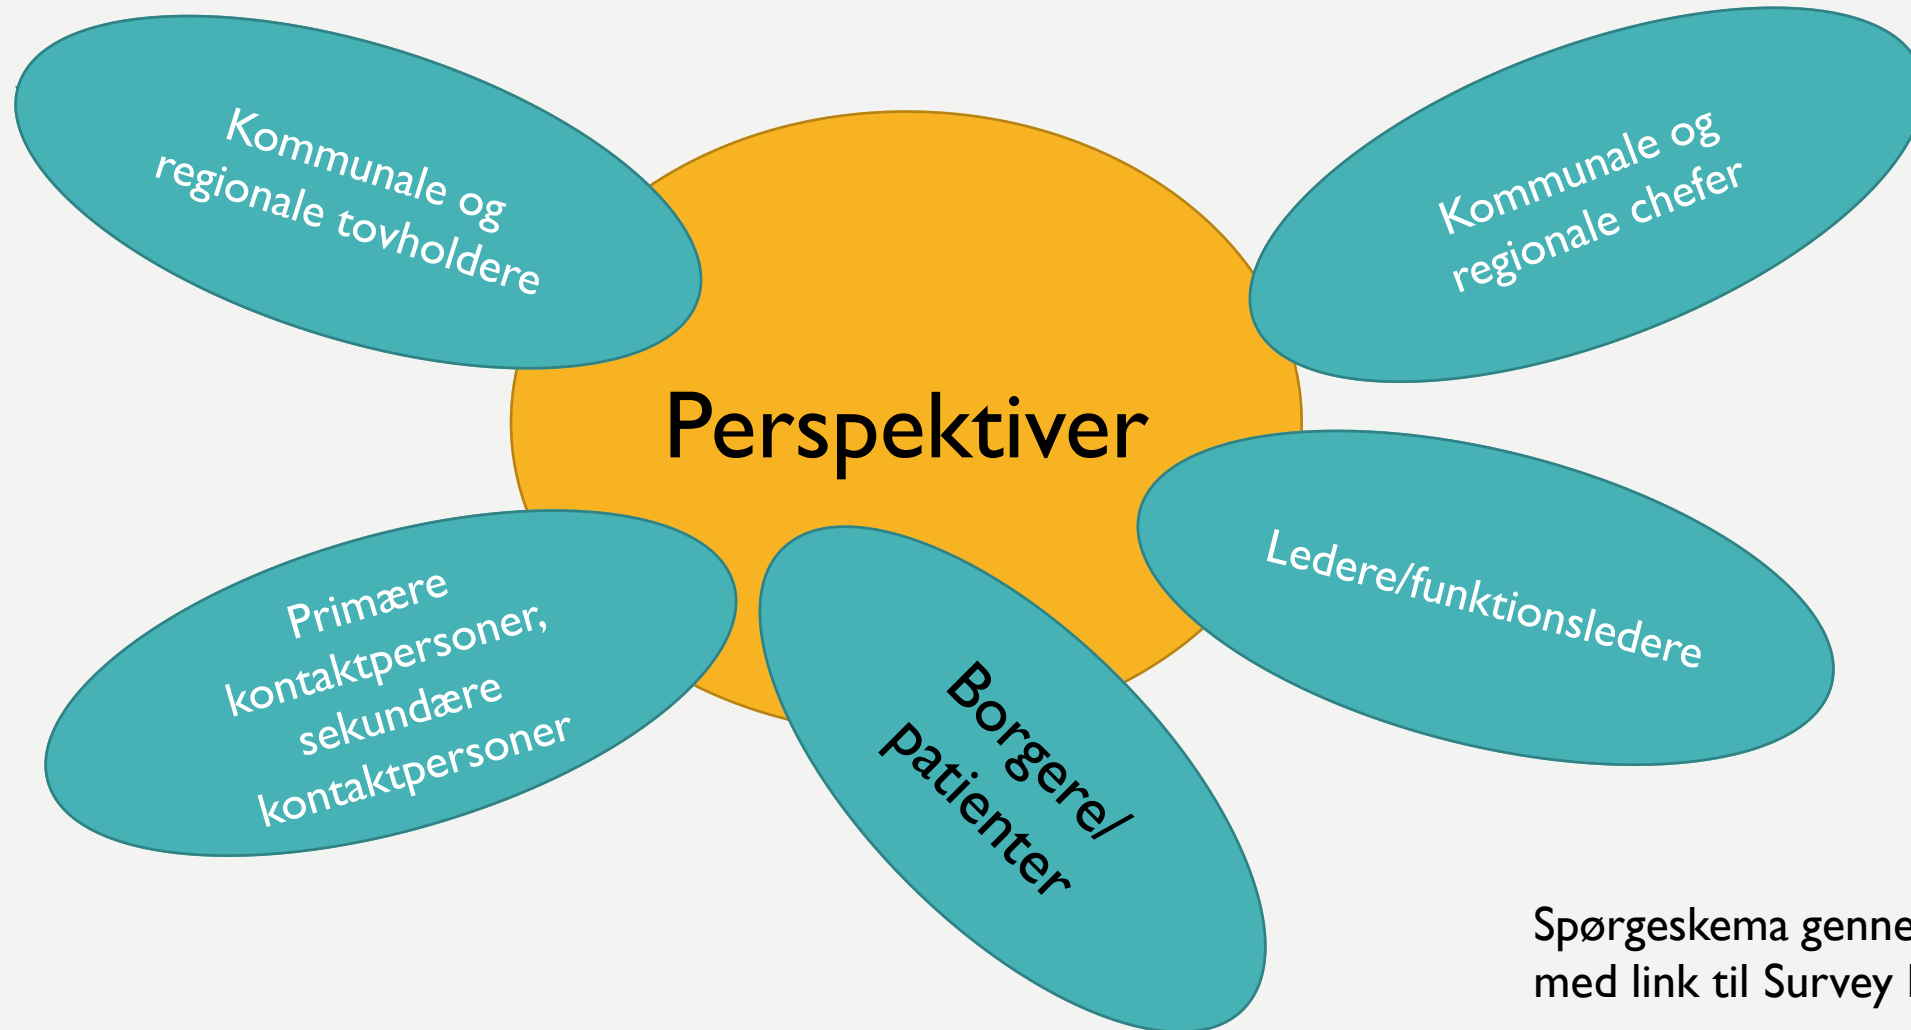 Kommunale og
regionale tovholdere
Kommunale og
regionale chefer
Perspektiver
Ledere/funktionsledere
Primære
kontaktpersoner,
sekundære
kontaktpersoner
Borgere/
patienter
Spørgeskema
med link til Survey